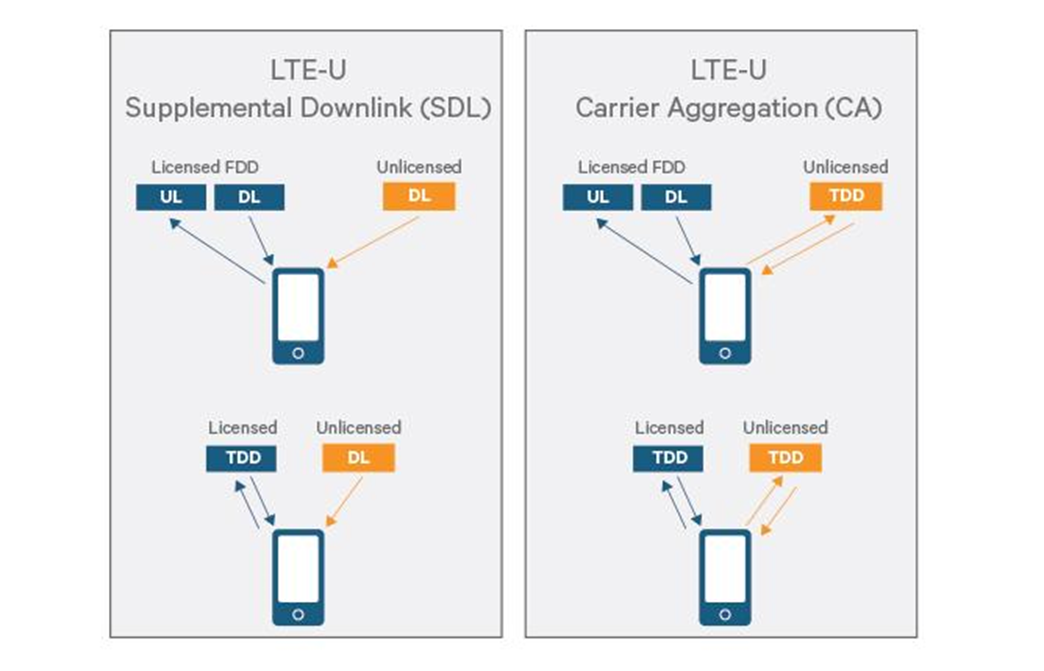 LTE-U
Supplemental Downlink (SDL)
Licensed FDD
Unlicensed
UL
DL
DL
Licensed
Unlicensed
TDD
DL
LTE-U
Carrier Aggregation (CA)
Licensed FDD
Unlicensed
UL
DL
TDD
Licensed
Unlicensed
TDD
TDD